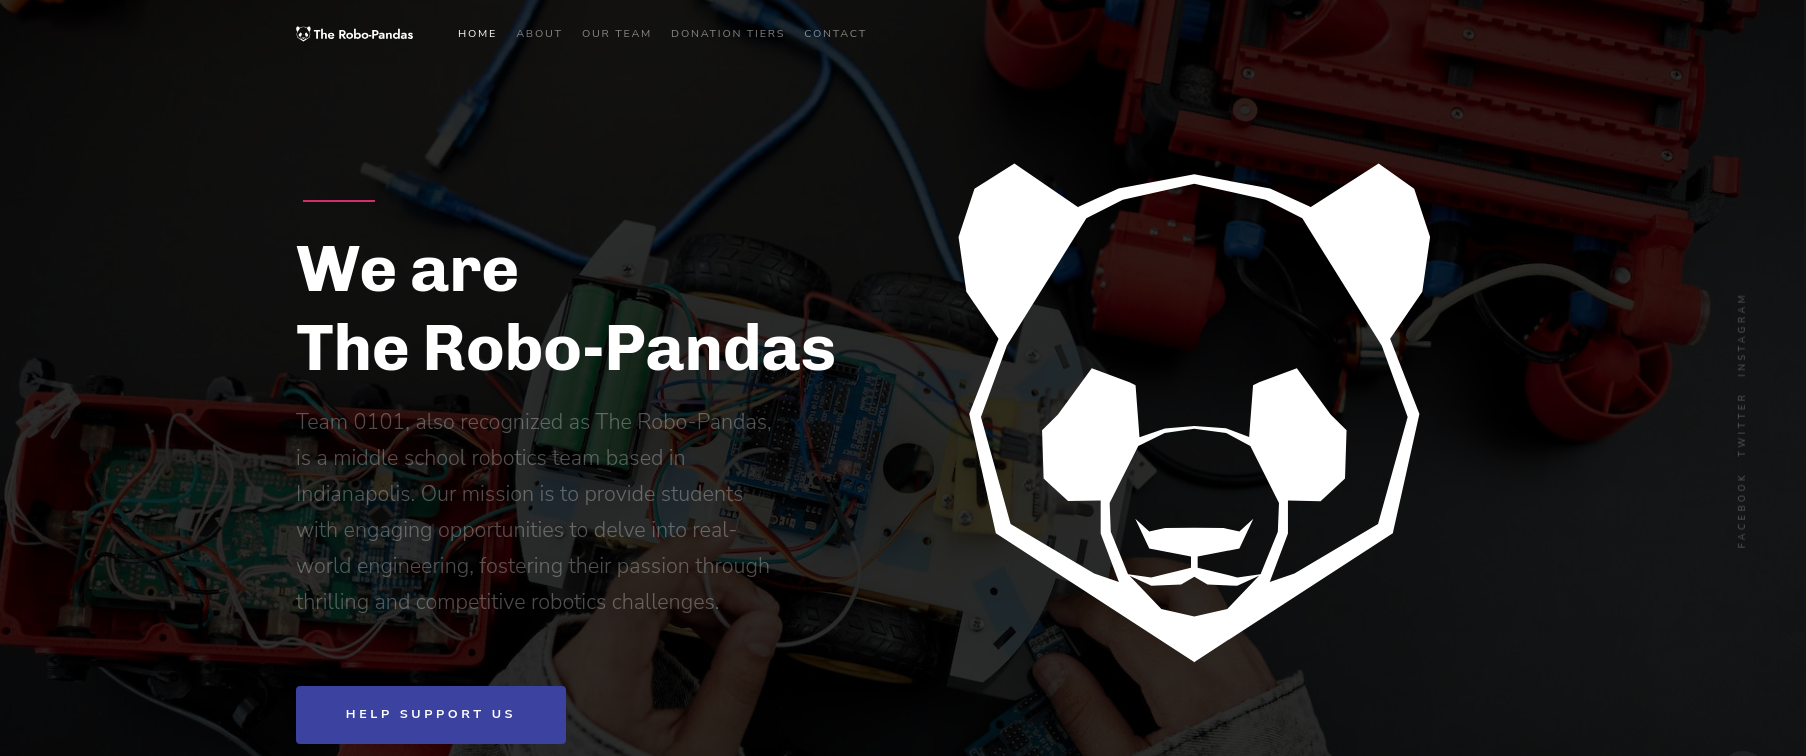 The Robo-Pandas
HOME ABOUT OUR TEAM DONATION TIERS CONTACT
We are
The Robo-Pandas
Team 0101, also recognized as The Robo-Pandas,
is a middle school robotics team based in
Indianapolis. Our mission is to provide students
with engaging opportunities to delve into real-
world engineering, fostering their passion through
thrilling and competitive robotics challenges.
HELP SUPPORT US
FACEBOOK TWITTER INSTAGRAM